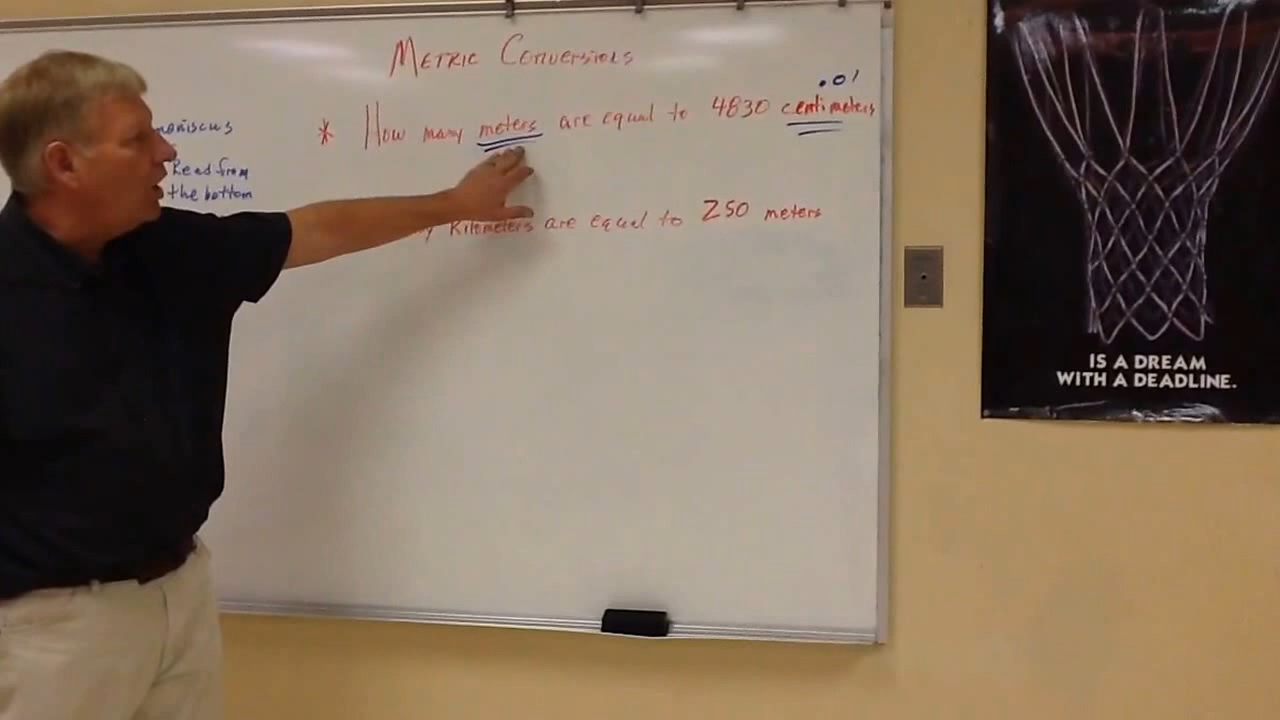 METRIC CONVERSIONS
.01
* How many meters are equal to 4830 centimeters
meniscus
Read from
the bottom
Kilometers are equal to 250 meters
IS A DREAM
WITH A DEADLINE.